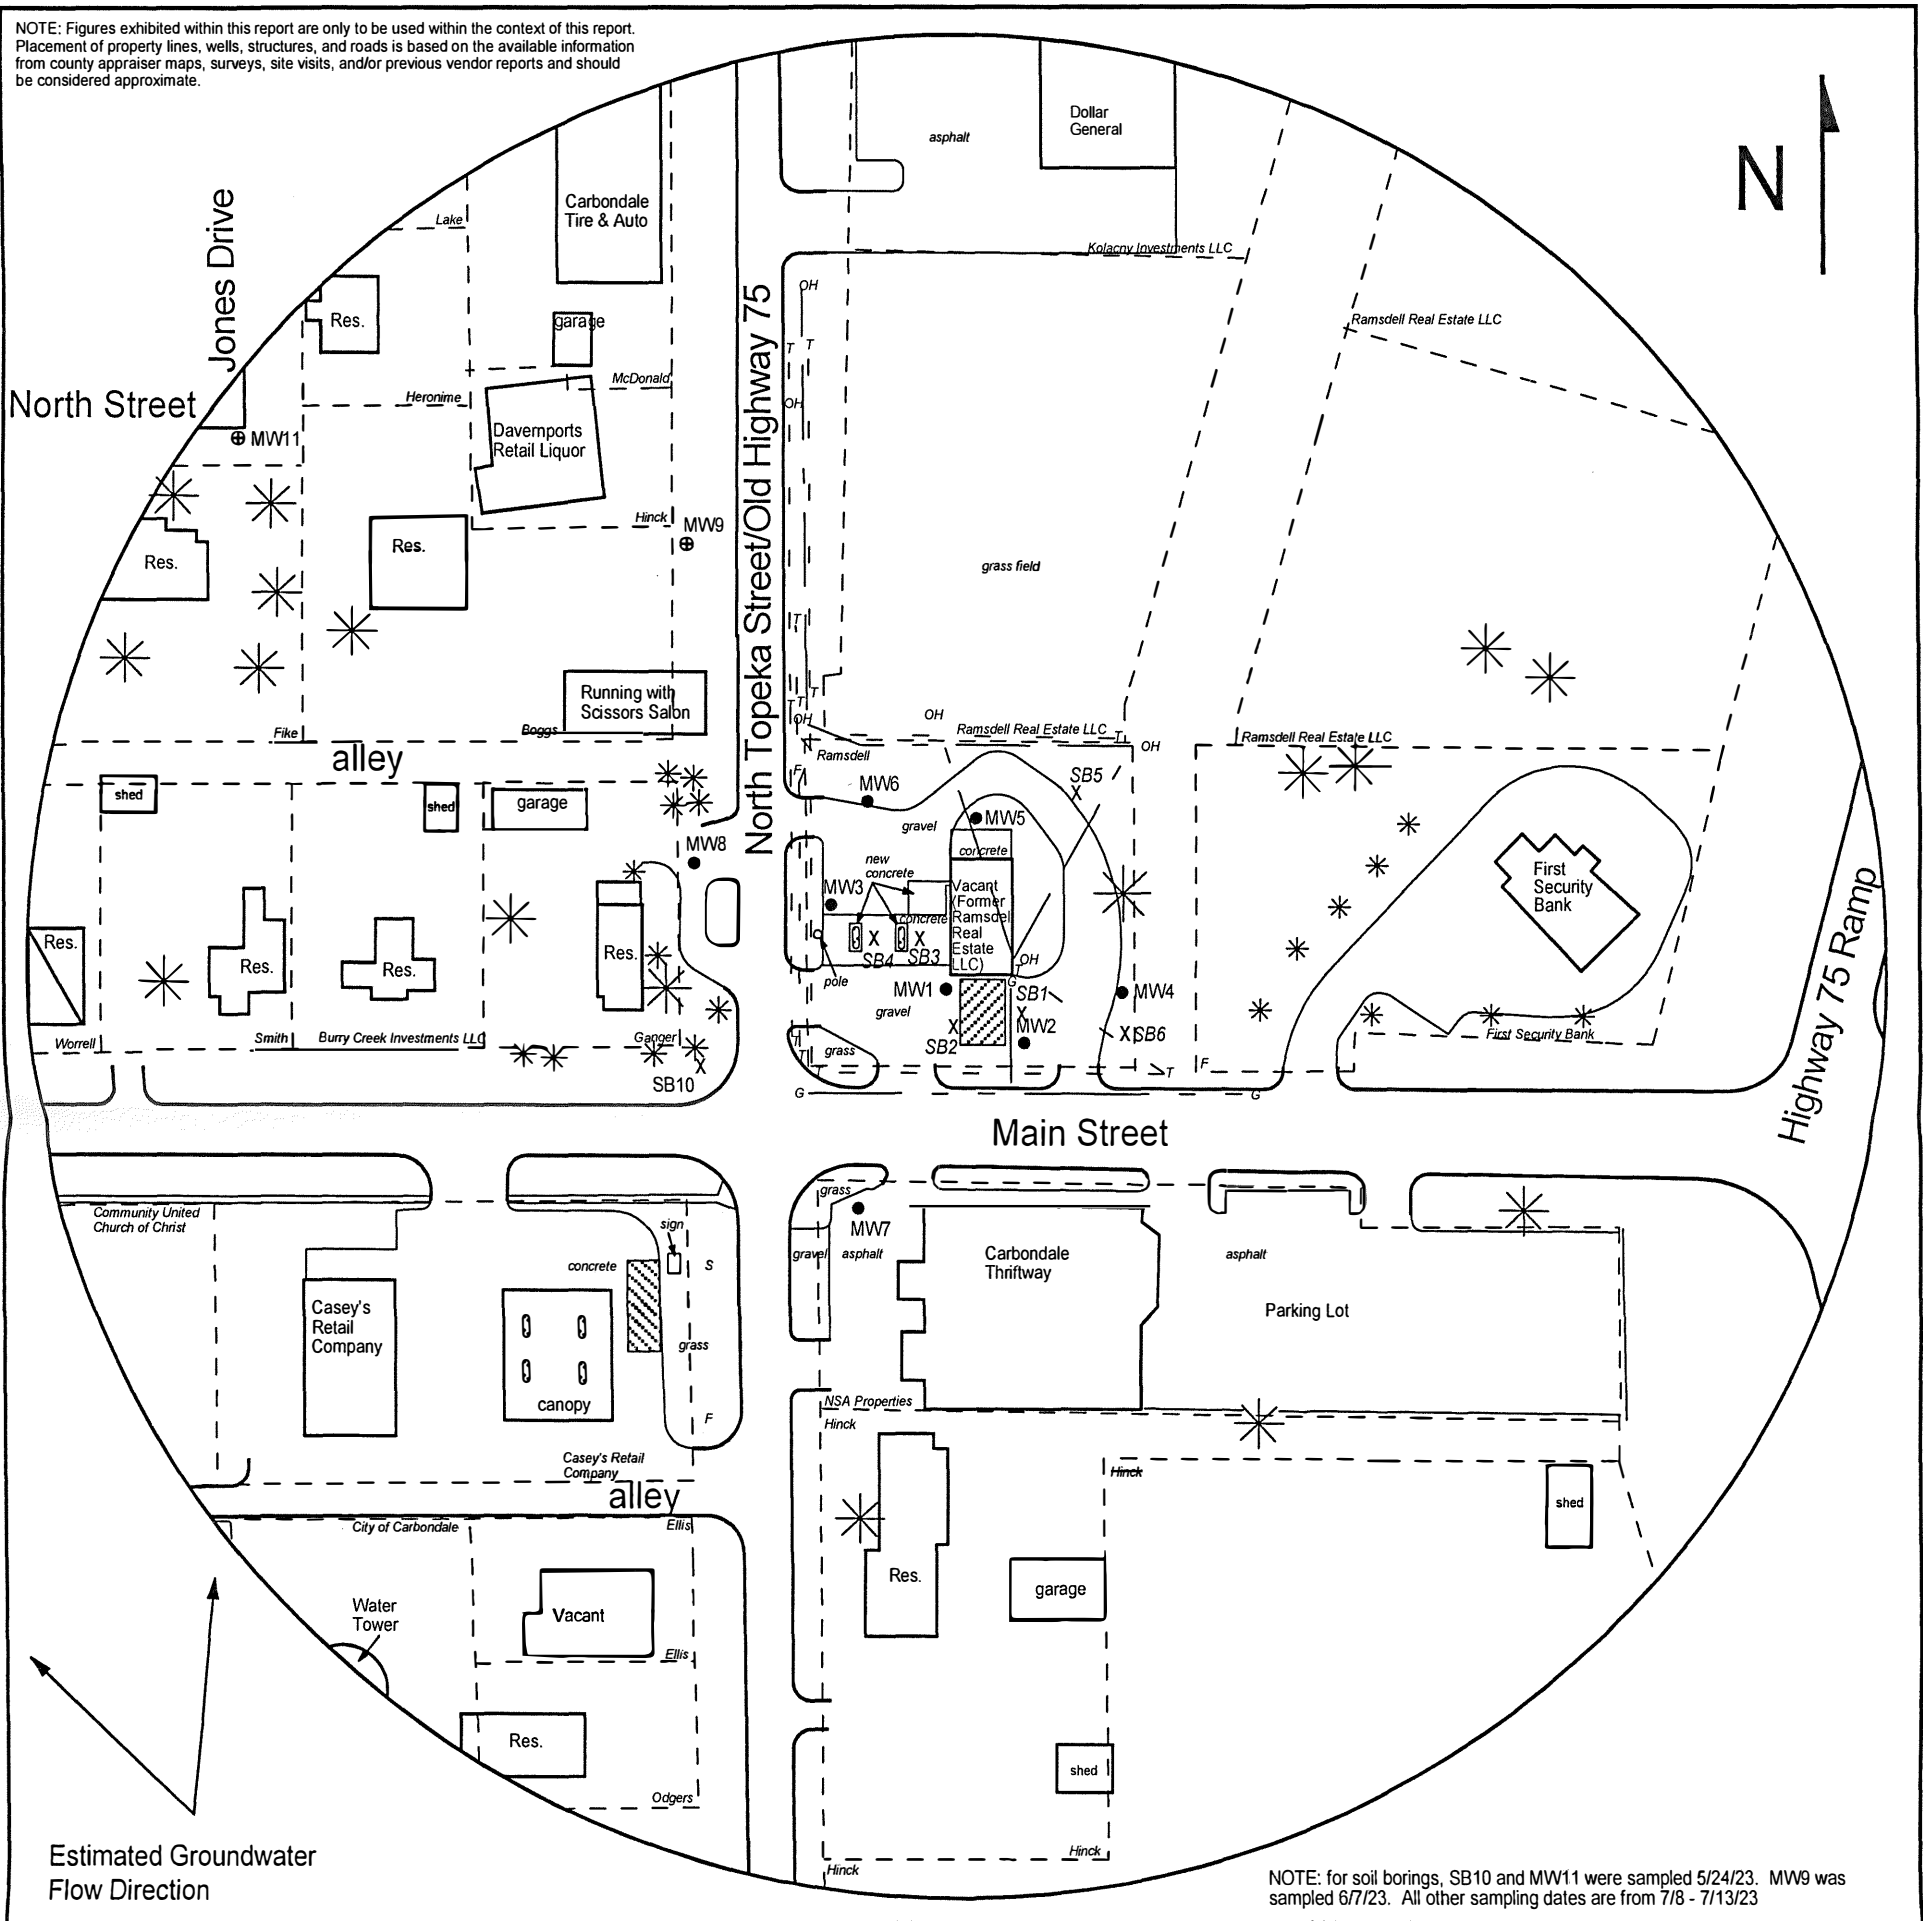 NOTE: Figures exhibited within this report are only to be used within the context of this report.
Placement of property lines, wells, structures, and roads is based on the available information
from county appraiser maps, surveys, site visits, and/or previous vendor reports and should
be considered approximate.
N
Dollar
General
asphalt
Carbondale
Tire & Auto
Lake
Jones Drive
Kolacny Investments LLC
OH
Res.
garage
Ramsdell Real Estate LLC
T T
McDonald
Heronime
North Street
OH
MW11
Davemports
Retail Liquor
North Topeka Street/Old Highway 75
Hinck
MW9
Res.
Res.
grass field
T
Running with
Scissors Salon
T
T T
OH
OH
Fike
Boggs
Ramsdell Real Estate LLC
T
OH
Ramsdell Real Estate LLC
alley
Ramsdell
F
MW6
SB5
X
shed
shed
garage
gravel
MW5
MW8
concrete
new
concrete
MW3
Vacant
(Former
Ramsdel
Real
Estate
LLC)
concrete
First
Security
Bank
Highway 75 Ramp
Res.
Res.
Res.
Res.
X
X
SB4
SB3
OH
T
G
pole
MW1
SB1
X
MW4
gravel
X
SB2
MW2
X
SB6
Worrell
Smith
Burry Creek Investments LLC
Ganger
X
SB10
T
T
grass
T
T
F
First Security Bank
G
G
Main Street
Community United
Church of Christ
sign
grass
MW7
gravel
asphalt
Carbondale
Thriftway
asphalt
concrete
S
Casey's
Retail
Company
Parking Lot
grass
canopy
F
NSA Properties
Hinck
Casey's Retail
Company
alley
Hinck
shed
City of Carbondale
Ellis
Res.
garage
Water
Tower
Vacant
Ellis
Res.
shed
Odgers
Hinck
Hinck
Estimated Groundwater
Flow Direction
NOTE: for soil borings, SB10 and MW11 were sampled 5/24/23. MW9 was
sampled 6/7/23. All other sampling dates are from 7/8 - 7/13/23